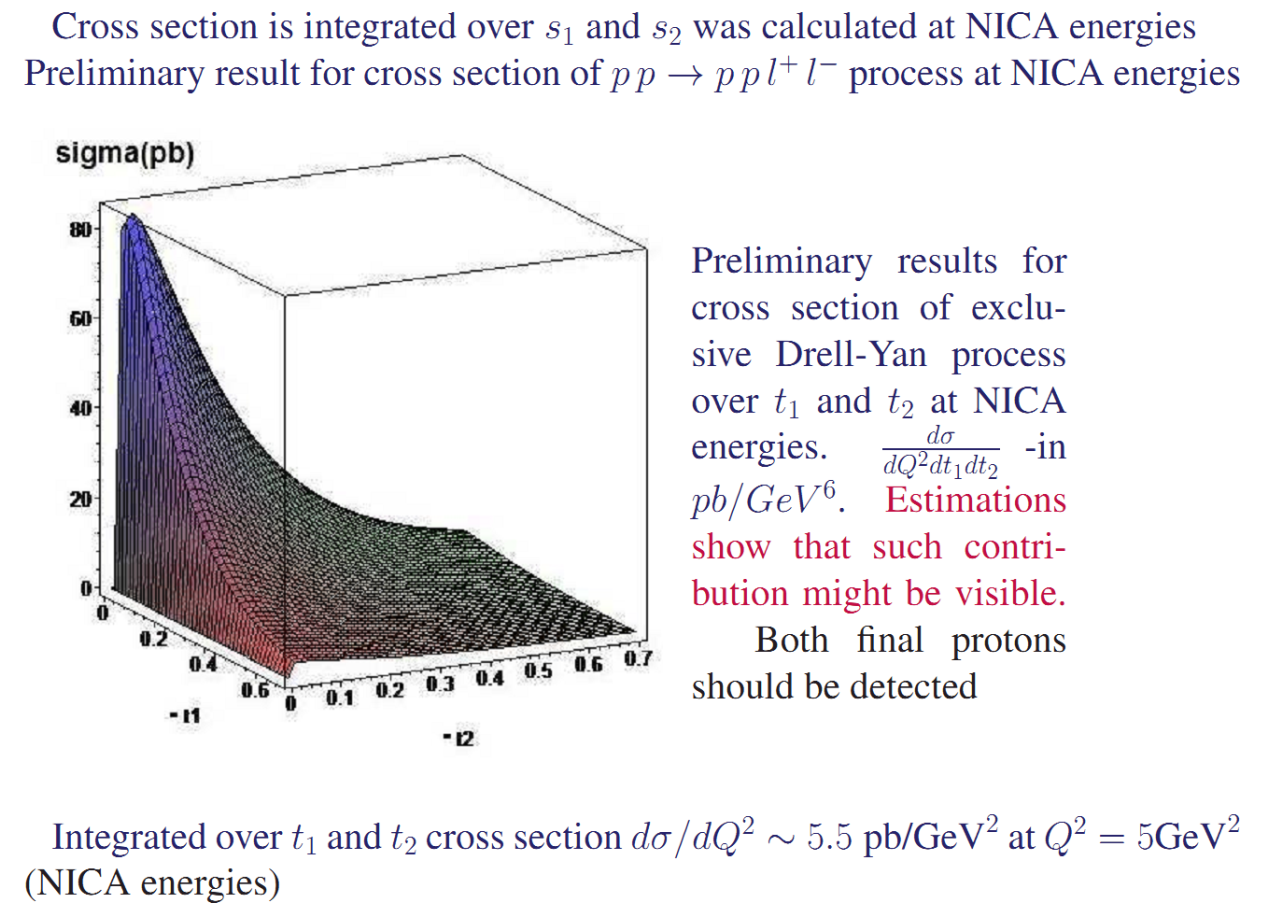 Cross section is integrated over s₁ and s₂ was calculated at NICA energies
Preliminary result for cross section of p p → p p l⁺ l⁻ process at NICA energies
sigma(pb)
80
60
40
20
0
0
0.2
0.4
0.6
- t1
0
0.1
0.2
0.3
0.4
0.5
0.6
0.7
- t2
Preliminary results for
cross section of exclu-
sive Drell-Yan process
over t₁ and t₂ at NICA
energies. dσ/dQ²dt₁dt₂ -in
pb/GeV⁶. Estimations
show that such contri-
bution might be visible.
Both final protons
should be detected
Integrated over t₁ and t₂ cross section dσ/dQ² ∼ 5.5 pb/GeV² at Q² = 5GeV²
(NICA energies)